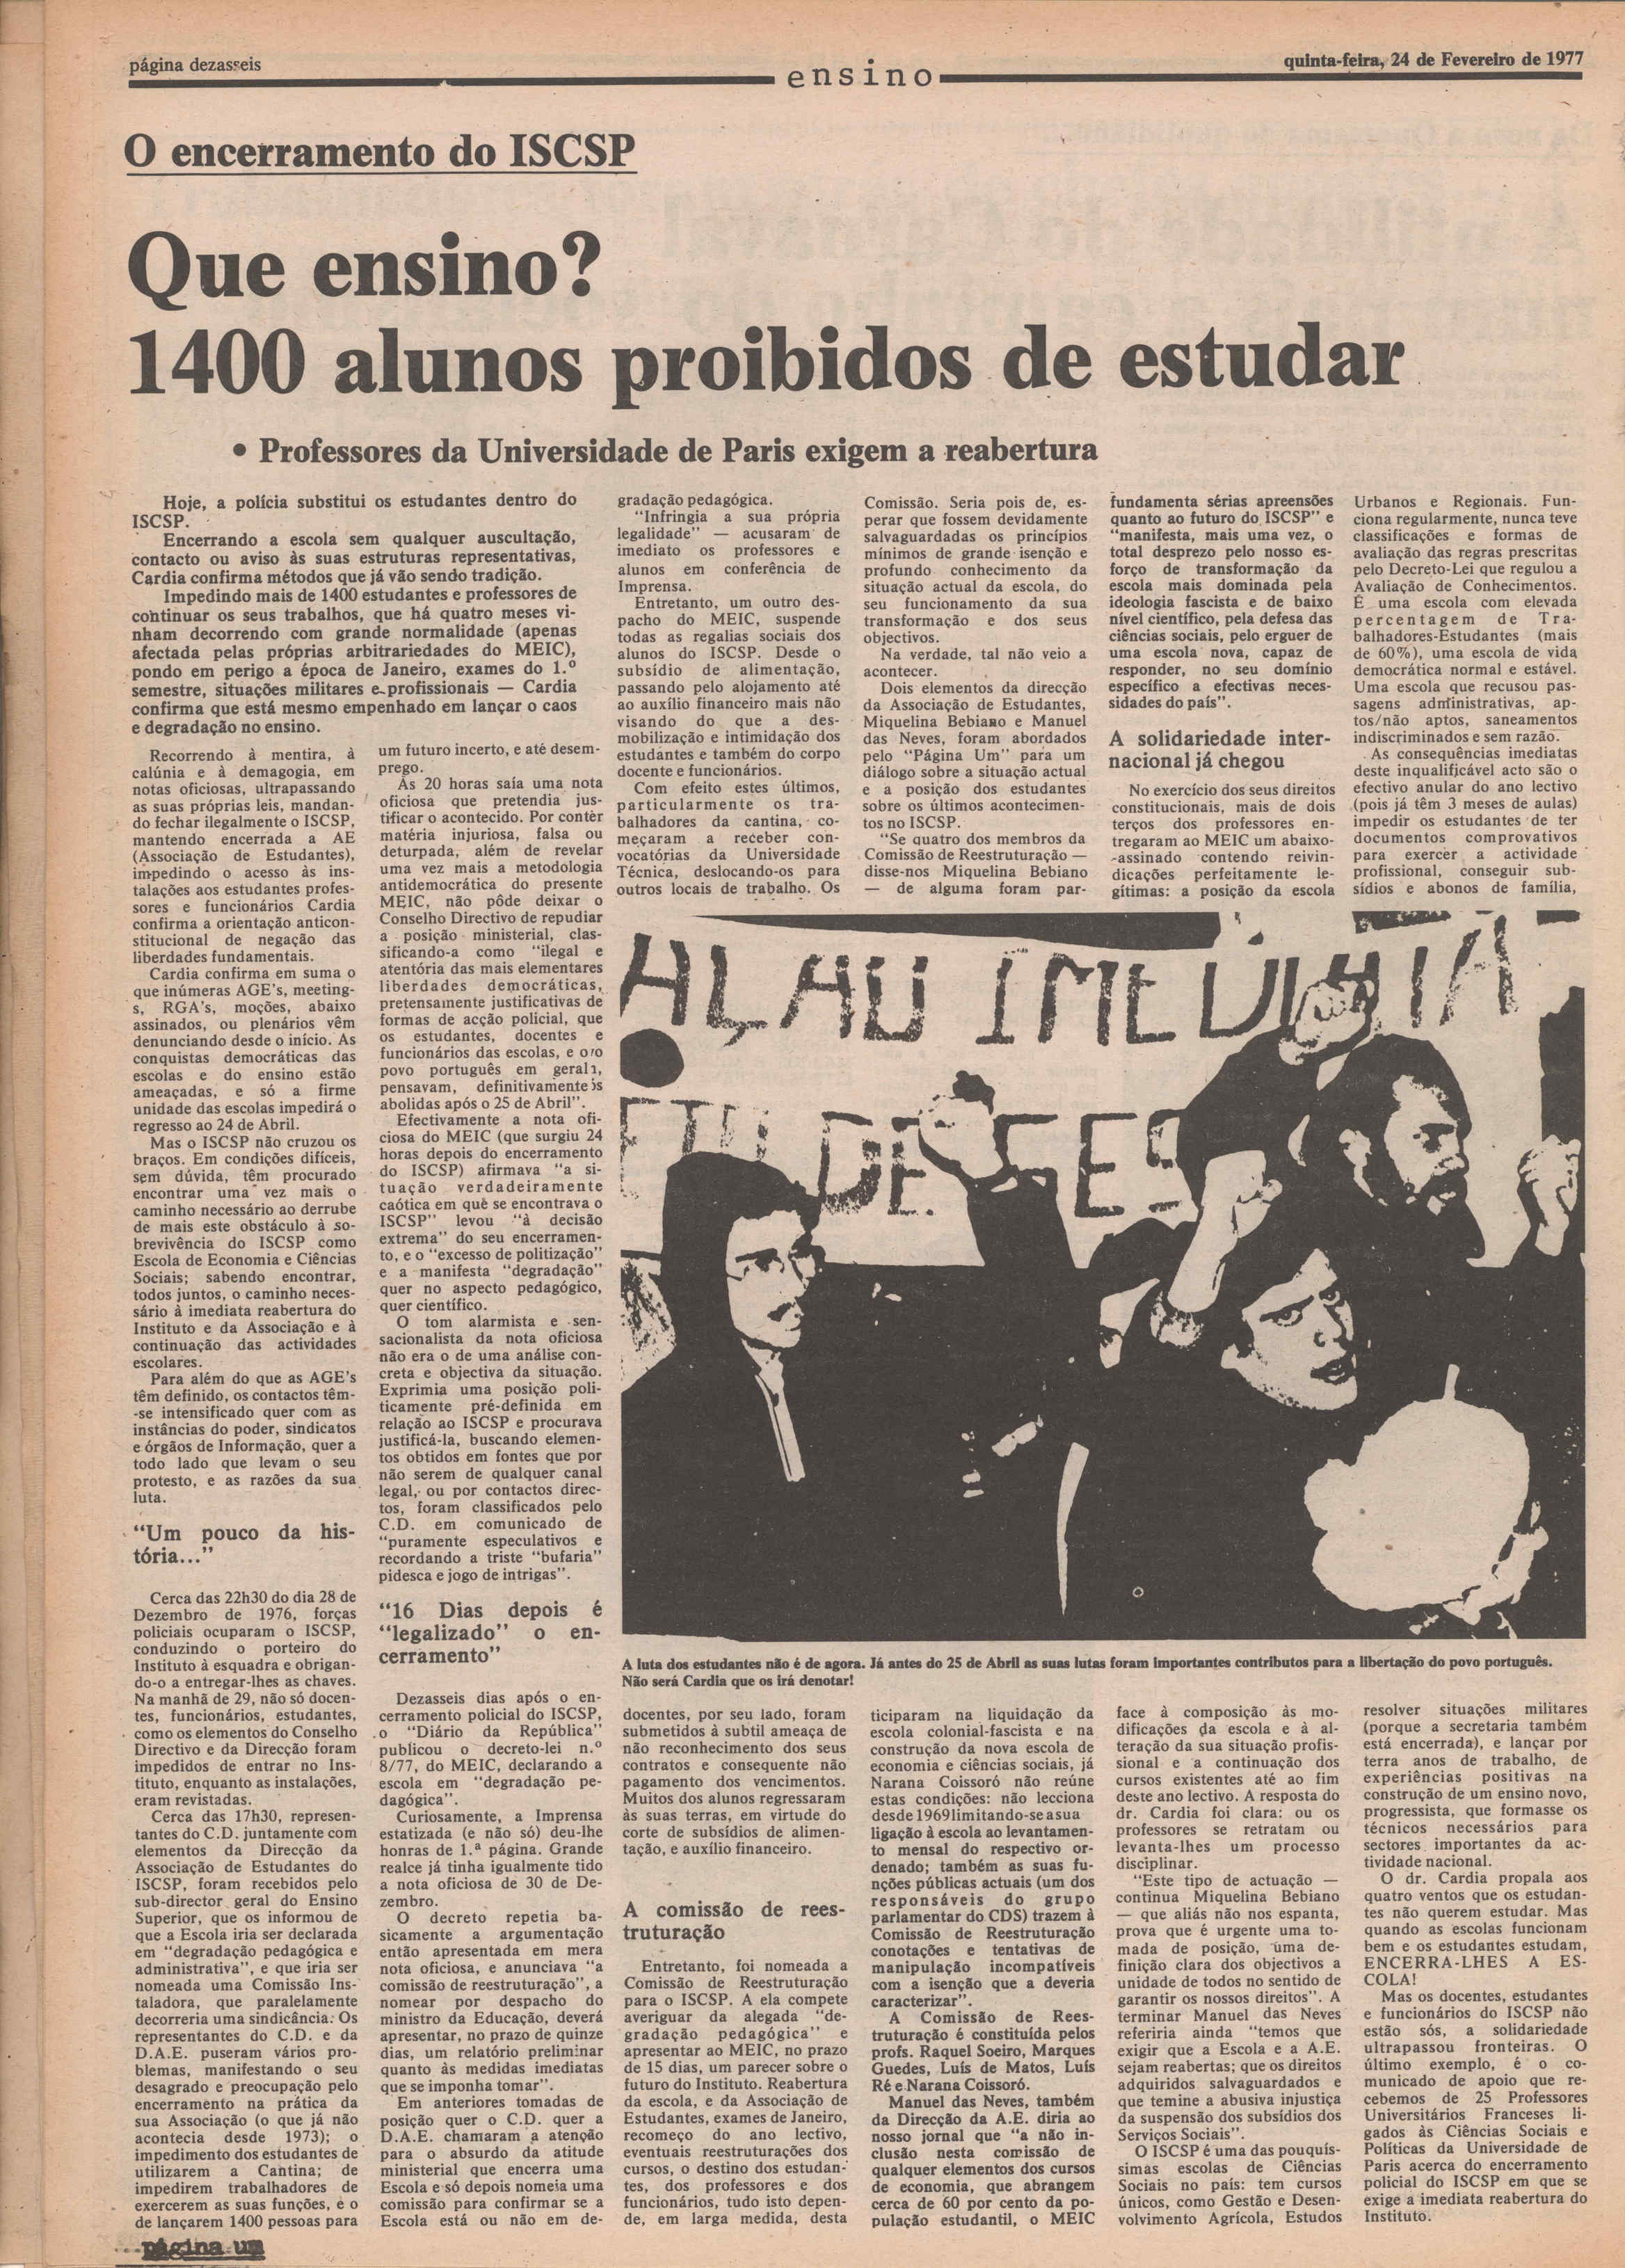 página dezasseis
ensino
quinta-feira, 24 de Fevereiro de 1977
O encerramento do ISCSP
Que ensino?
1400 alunos proibidos de estudar
• Professores da Universidade de Paris exigem a reabertura
Hoje, a polícia substitui os estudantes dentro do
ISCSP.
Encerrando a escola sem qualquer auscultação,
contacto ou aviso às suas estruturas representativas,
Cardia confirma métodos que já vão sendo tradição.
Impedindo mais de 1400 estudantes e professores de
continuar os seus trabalhos, que há quatro meses vi-
nham decorrendo com grande normalidade (apenas
afectada pelas próprias arbitrariedades do MEIC),
pondo em perigo a época de Janeiro, exames do 1.º
semestre, situações militares e profissionais — Cardia
confirma que está mesmo empenhado em lançar o caos
e degradação no ensino.
Recorrendo à mentira, à
calúnia e à demagogia, em
notas oficiosas, ultrapassando
as suas próprias leis, mandan-
do fechar ilegalmente o ISCSP,
mantendo encerrada a AE
(Associação de Estudantes),
impedindo o acesso às ins-
talações aos estudantes profes-
sores e funcionários Cardia
confirma a orientação anticon-
stitucional de negação das
liberdades fundamentais.
Cardia confirma em suma o
que inúmeras AGE's, meeting-
s, RGA's, moções, abaixo
assinados, ou plenários vêm
denunciando desde o início. As
conquistas democráticas das
escolas e do ensino estão
ameaçadas, e só a firme
unidade das escolas impedirá o
regresso ao 24 de Abril.
Mas o ISCSP não cruzou os
braços. Em condições difíceis,
sem dúvida, têm procurado
encontrar uma vez mais o
caminho necessário ao derrube
de mais este obstáculo à so-
brevivência do ISCSP como
Escola de Economia e Ciências
Sociais; sabendo encontrar,
todos juntos, o caminho neces-
sário à imediata reabertura do
Instituto e da Associação e à
continuação das actividades
escolares.
Para além do que as AGE's
têm definido, os contactos têm-
-se intensificado quer com as
instâncias do poder, sindicatos
e órgãos de Informação, quer a
todo lado que levam o seu
protesto, e as razões da sua
luta.
"Um pouco da his-
tória..."
Cerca das 22h30 do dia 28 de
Dezembro de 1976, forças
policiais ocuparam o ISCSP,
conduzindo o porteiro do
Instituto à esquadra e obrigan-
do-o a entregar-lhes as chaves.
Na manhã de 29, não só docen-
tes, funcionários, estudantes,
como os elementos do Conselho
Directivo e da Direcção foram
impedidos de entrar no Ins-
tituto, enquanto as instalações,
eram revistadas.
Cerca das 17h30, represen-
tantes do C.D. juntamente com
elementos da Direcção da
Associação de Estudantes do
ISCSP, foram recebidos pelo
sub-director geral do Ensino
Superior, que os informou de
que a Escola iria ser declarada
em "degradação pedagógica e
administrativa", e que iria ser
nomeada uma Comissão Ins-
taladora, que paralelamente
decorreria uma sindicância. Os
representantes do C.D. e da
D.A.E. puseram vários pro-
blemas, manifestando o seu
desagrado e preocupação pelo
encerramento na prática da
sua Associação (o que já não
acontecia desde 1973); o
impedimento dos estudantes de
utilizarem a Cantina; de
impedirem trabalhadores de
exercerem as suas funções, e o
de lançarem 1400 pessoas para
um futuro incerto, e até desem-
prego.
Às 20 horas saía uma nota
oficiosa que pretendia jus-
tificar o acontecido. Por conter
matéria injuriosa, falsa ou
deturpada, além de revelar
uma vez mais a metodologia
antidemocrática do presente
MEIC, não pôde deixar o
Conselho Directivo de repudiar
a posição ministerial, clas-
sificando-a como "ilegal e
atentória das mais elementares
liberdades democráticas,
pretensamente justificativas de
formas de acção policial, que
os estudantes, docentes e
funcionários das escolas, e o
povo português em geral,
pensavam, definitivamente
abolidas após o 25 de Abril".
Efectivamente a nota ofi-
ciosa do MEIC (que surgiu 24
horas depois do encerramento
do ISCSP) afirmava "a si-
tuação verdadeiramente
caótica em que se encontrava o
ISCSP" levou "à decisão
extrema" do seu encerramen-
to, e o "excesso de politização"
e a manifesta "degradação"
quer no aspecto pedagógico,
quer científico.
O tom alarmista e sen-
sacionalista da nota oficiosa
não era o de uma análise con-
creta e objectiva da situação.
Exprimia uma posição poli-
ticamente pré-definida em
relação ao ISCSP e procurava
justificá-la, buscando elemen-
tos obtidos em fontes que por
não serem de qualquer canal
legal, ou por contactos direc-
tos, foram classificados pelo
C.D. em comunicado de
"puramente especulativos e
recordando a triste "bufaria"
pidesca e jogo de intrigas".
"16 Dias depois é
"legalizado" o en-
cerramento"
Dezasseis dias após o en-
cerramento policial do ISCSP,
o "Diário da República"
publicou o decreto-lei n.º
8/77, do MEIC, declarando a
escola em "degradação pe-
dagógica".
Curiosamente, a Imprensa
estatizada (e não só) deu-lhe
honras de 1.ª página. Grande
realce já tinha igualmente tido
a nota oficiosa de 30 de De-
zembro.
O decreto repetia ba-
sicamente a argumentação
então apresentada em mera
nota oficiosa, e anunciava "a
comissão de reestruturação", a
nomear por despacho do
ministro da Educação, deverá
apresentar, no prazo de quinze
dias, um relatório preliminar
quanto às medidas imediatas
que se imponha tomar".
Em anteriores tomadas de
posição quer o C.D. quer a
D.A.E. chamaram a atenção
para o absurdo da atitude
ministerial que encerra uma
Escola e só depois nomeia uma
comissão para confirmar se a
Escola está ou não em de-
gradação pedagógica.
"Infringia a sua própria
legalidade" — acusaram de
imediato os professores e
alunos em conferência de
Imprensa.
Entretanto, um outro des-
pacho do MEIC, suspende
todas as regalias sociais dos
alunos do ISCSP. Desde o
subsídio de alimentação,
passando pelo alojamento até
ao auxílio financeiro mais não
visando do que a des-
mobilização e intimidação dos
estudantes e também do corpo
docente e funcionários.
Com efeito estes últimos,
particularmente os tra-
balhadores da cantina, co-
meçaram a receber con-
vocatórias da Universidade
Técnica, deslocando-os para
outros locais de trabalho. Os
docentes, por seu lado, foram
submetidos à subtil ameaça de
não reconhecimento dos seus
contratos e consequente não
pagamento dos vencimentos.
Muitos dos alunos regressaram
às suas terras, em virtude do
corte de subsídios de alimen-
tação, e auxílio financeiro.
A comissão de rees-
truturação
Entretanto, foi nomeada a
Comissão de Reestruturação
para o ISCSP. A ela compete
averiguar da alegada "de-
gradação pedagógica" e
apresentar ao MEIC, no prazo
de 15 dias, um parecer sobre o
futuro do Instituto. Reabertura
da escola, e da Associação de
Estudantes, exames de Janeiro,
recomeço do ano lectivo,
eventuais reestruturações dos
cursos, o destino dos estudan-
tes, dos professores e dos
funcionários, tudo isto depen-
de, em larga medida, desta
Comissão. Seria pois de, es-
perar que fossem devidamente
salvaguardadas os princípios
mínimos de grande isenção e
profundo conhecimento da
situação actual da escola, do
seu funcionamento da sua
transformação e dos seus
objectivos.
Na verdade, tal não veio a
acontecer.
Dois elementos da direcção
da Associação de Estudantes,
Miquelina Bebiano e Manuel
das Neves, foram abordados
pelo "Página Um" para um
diálogo sobre a situação actual
e a posição dos estudantes
sobre os últimos acontecimen-
tos no ISCSP.
"Se quatro dos membros da
Comissão de Reestruturação —
disse-nos Miquelina Bebiano
— de alguma foram par-
ticiparam na liquidação da
escola colonial-fascista e na
construção da nova escola de
economia e ciências sociais, já
Narana Coissoró não reúne
estas condições: não lecciona
desde 1969 limitando-se a sua
ligação à escola ao levantamen-
to mensal do respectivo or-
denado; também as suas fu-
nções públicas actuais (um dos
responsáveis do grupo
parlamentar do CDS) trazem à
Comissão de Reestruturação
conotações e tentativas de
manipulação incompatíveis
com a isenção que a deveria
caracterizar".
A Comissão de Rees-
truturação é constituída pelos
profs. Raquel Soeiro, Marques
Guedes, Luís de Matos, Luís
Ré e Narana Coissoró.
Manuel das Neves, também
da Direcção da A.E. diria ao
nosso jornal que "a não in-
clusão nesta comissão de
qualquer elementos dos cursos
de economia, que abrangem
cerca de 60 por cento da po-
pulação estudantil, o MEIC
fundamenta sérias apreensões
quanto ao futuro do ISCSP" e
"manifesta, mais uma vez, o
total desprezo pelo nosso es-
forço de transformação da
escola mais dominada pela
ideologia fascista e de baixo
nível científico, pela defesa das
ciências sociais, pelo erguer de
uma escola nova, capaz de
responder, no seu domínio
específico a efectivas neces-
sidades do país".
A solidariedade inter-
nacional já chegou
No exercício dos seus direitos
constitucionais, mais de dois
terços dos professores en-
tregaram ao MEIC um abaixo-
-assinado contendo reivin-
dicações perfeitamente le-
gítimas: a posição da escola
face à composição às mo-
dificações da escola e à al-
teração da sua situação profis-
sional e a continuação dos
cursos existentes até ao fim
deste ano lectivo. A resposta do
dr. Cardia foi clara: ou os
professores se retratam ou
levanta-lhes um processo
disciplinar.
"Este tipo de actuação —
continua Miquelina Bebiano
— que aliás não nos espanta,
prova que é urgente uma to-
mada de posição, uma de-
finição clara dos objectivos a
unidade de todos no sentido de
garantir os nossos direitos". A
terminar Manuel das Neves
referiria ainda "temos que
exigir que a Escola e a A.E.
sejam reabertas; que os direitos
adquiridos salvaguardados e
que temine a abusiva injustiça
da suspensão dos subsídios dos
Serviços Sociais".
O ISCSP é uma das pouquís-
simas escolas de Ciências
Sociais no país: tem cursos
únicos, como Gestão e Desen-
volvimento Agrícola, Estudos
Urbanos e Regionais. Fun-
ciona regularmente, nunca teve
classificações e formas de
avaliação das regras prescritas
pelo Decreto-Lei que regulou a
Avaliação de Conhecimentos.
É uma escola com elevada
percentagem de Tra-
balhadores-Estudantes (mais
de 60%), uma escola de vida
democrática normal e estável.
Uma escola que recusou pas-
sagens administrativas, ap-
tos/não aptos, saneamentos
indiscriminados e sem razão.
As consequências imediatas
deste inqualificável acto são o
efectivo anular do ano lectivo
(pois já têm 3 meses de aulas)
impedir os estudantes de ter
documentos comprovativos
para exercer a actividade
profissional, conseguir sub-
sídios e abonos de família,
resolver situações militares
(porque a secretaria também
está encerrada), e lançar por
terra anos de trabalho, de
experiências positivas na
construção de um ensino novo,
progressista, que formasse os
técnicos necessários para
sectores importantes da ac-
tividade nacional.
O dr. Cardia propala aos
quatro ventos que os estudan-
tes não querem estudar. Mas
quando as escolas funcionam
bem e os estudantes estudam,
ENCERRA-LHES A ES-
COLA!
Mas os docentes, estudantes
e funcionários do ISCSP não
estão sós, a solidariedade
ultrapassou fronteiras. O
último exemplo, é o co-
municado de apoio que re-
cebemos de 25 Professores
Universitários Franceses li-
gados às Ciências Sociais e
Políticas da Universidade de
Paris acerca do encerramento
policial do ISCSP em que se
exige a imediata reabertura do
Instituto.
AÇÃO IMEDIATA
DE GES
A luta dos estudantes não é de agora. Já antes do 25 de Abril as suas lutas foram importantes contributos para a libertação do povo português.
Não será Cardia que os irá denotar!
página um